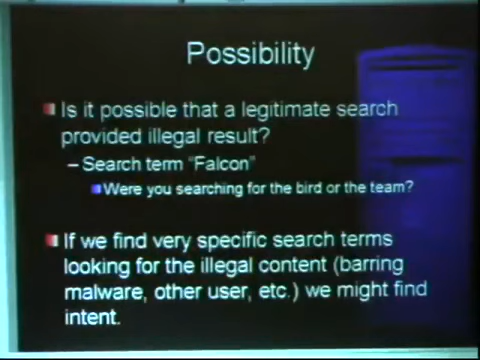 Possibility
Is it possible that a legitimate search
provided illegal result?
– Search term "Falcon"
Were you searching for the bird or the team?
If we find very specific search terms
looking for the illegal content (barring
malware, other user, etc.) we might find
intent.